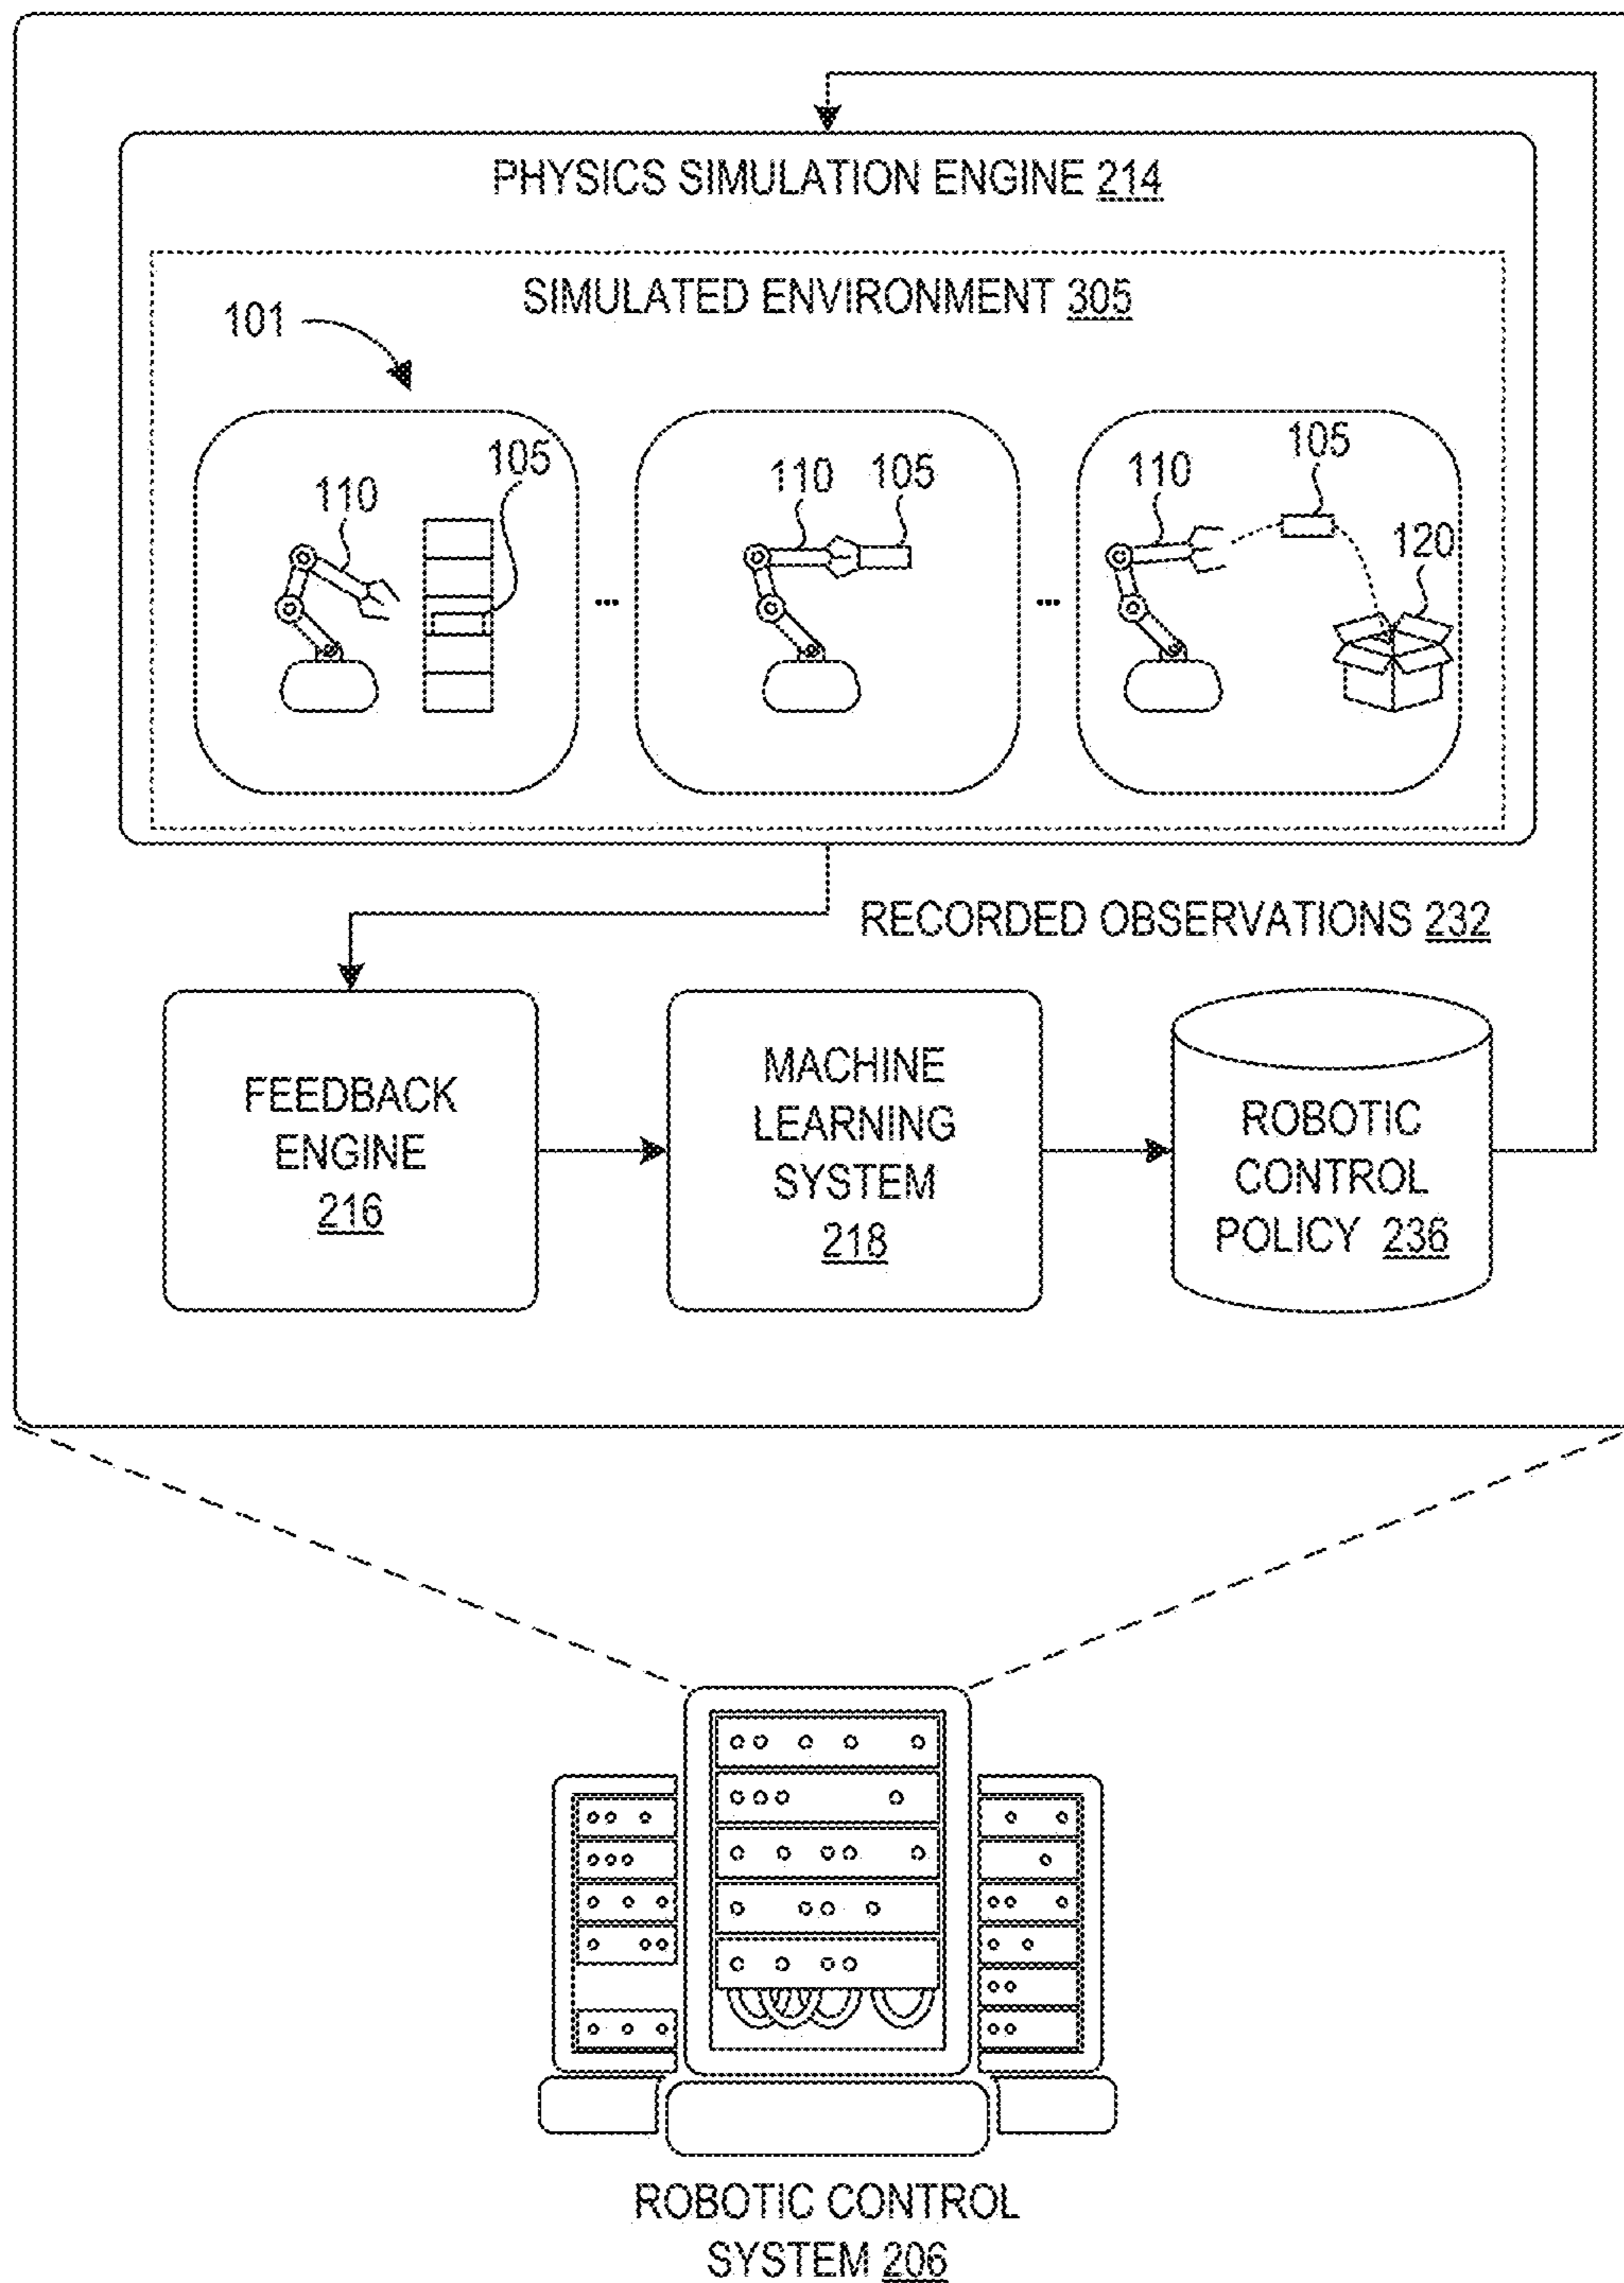 PHYSICS SIMULATION ENGINE 214
SIMULATED ENVIRONMENT 305
101
110
105
...
110
105
...
110
105
120
RECORDED OBSERVATIONS 232
FEEDBACK
ENGINE
216
MACHINE
LEARNING
SYSTEM
218
ROBOTIC
CONTROL
POLICY 236
ROBOTIC CONTROL
SYSTEM 206